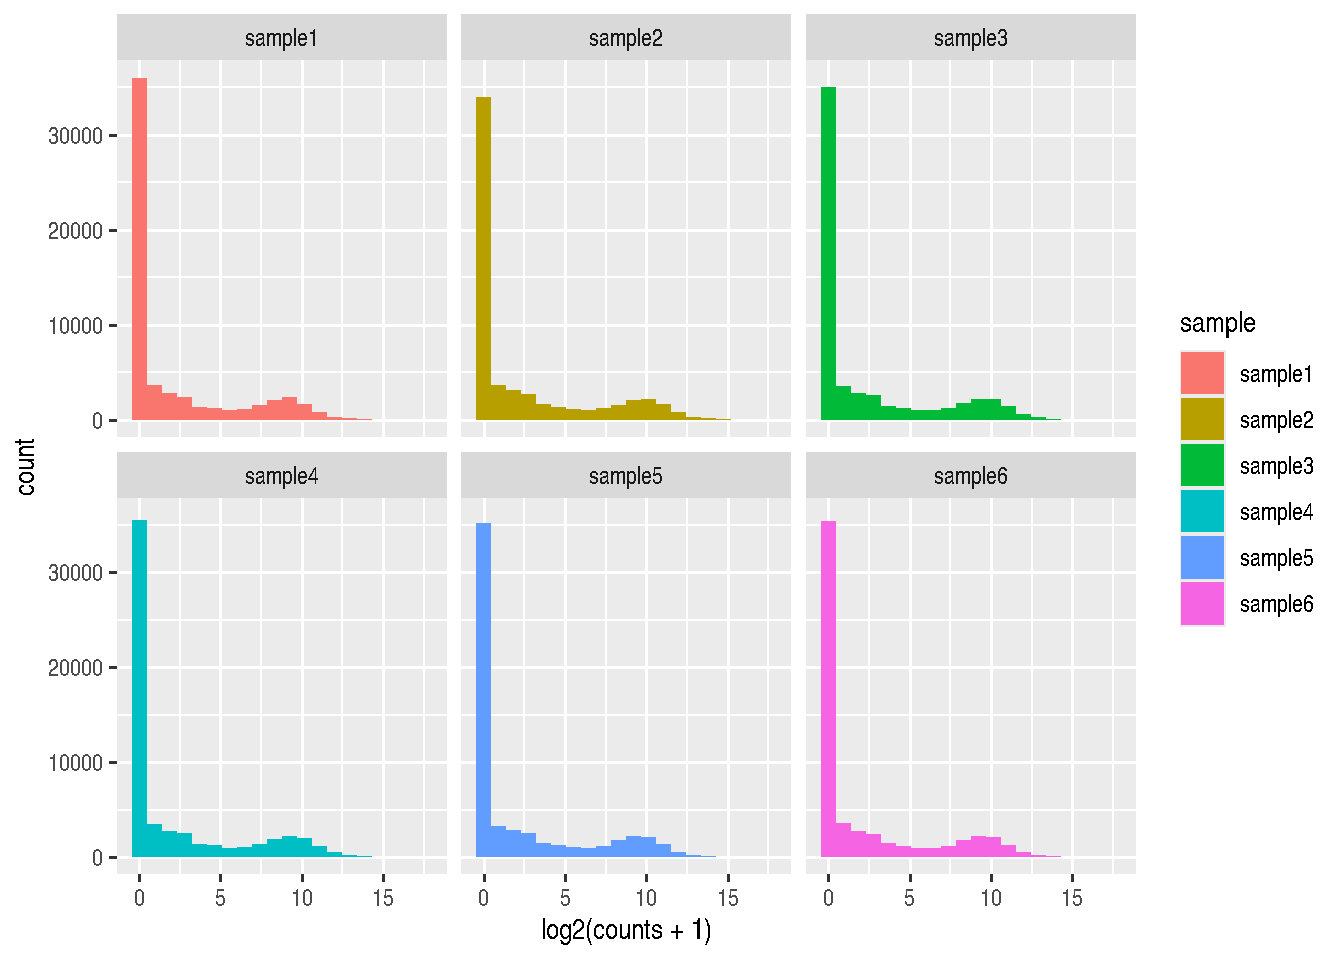 sample1 sample2 sample3
30000
20000
10000
0
count
sample4 sample5 sample6
30000
20000
10000
0
0 5 10 15 0 5 10 15 0 5 10 15
log2(counts + 1)
sample
sample1
sample2
sample3
sample4
sample5
sample6